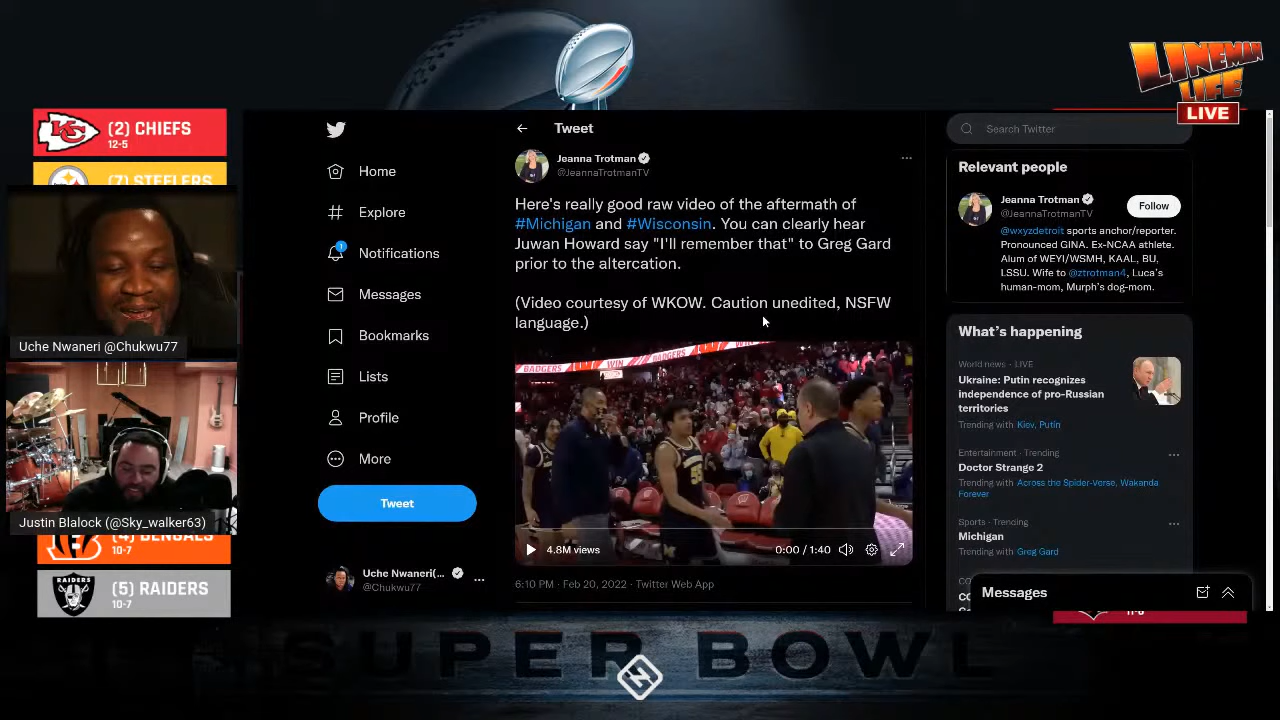 LINEMAN
LIFE
LIVE
(2) CHIEFS
12-5
(7) STEELERS
Uche Nwaneri @Chukwu77
Justin Blalock (@Sky_walker63)
(4) BENGALS
10-7
(5) RAIDERS
10-7
Home
Explore
1
Notifications
Messages
Bookmarks
Lists
Profile
More
Tweet
Uche Nwaneri(...
@Chukwu77
Tweet
Jeanna Trotman
@JeannaTrotmanTV
Here's really good raw video of the aftermath of
#Michigan and #Wisconsin. You can clearly hear
Juwan Howard say "I'll remember that" to Greg Gard
prior to the altercation.
(Video courtesy of WKOW. Caution unedited, NSFW
language.)
BADGERS WIN BADGERS
4.8M views
0:00 / 1:40
6:10 PM · Feb 20, 2022 · Twitter Web App
Search Twitter
Relevant people
Jeanna Trotman
@JeannaTrotmanTV
Follow
@wxyzdetroit sports anchor/reporter.
Pronounced GINA. Ex-NCAA athlete.
Alum of WEYI/WSMH, KAAL, BU,
LSSU. Wife to @ztrotman4, Luca's
human-mom, Murph's dog-mom.
What's happening
World news · LIVE
Ukraine: Putin recognizes
independence of pro-Russian
territories
Trending with Kiev, Putin
Entertainment · Trending
Doctor Strange 2
Trending with Across the Spider-Verse, Wakanda
Forever
Sports · Trending
Michigan
Trending with Greg Gard
Messages
SUPER BOWL